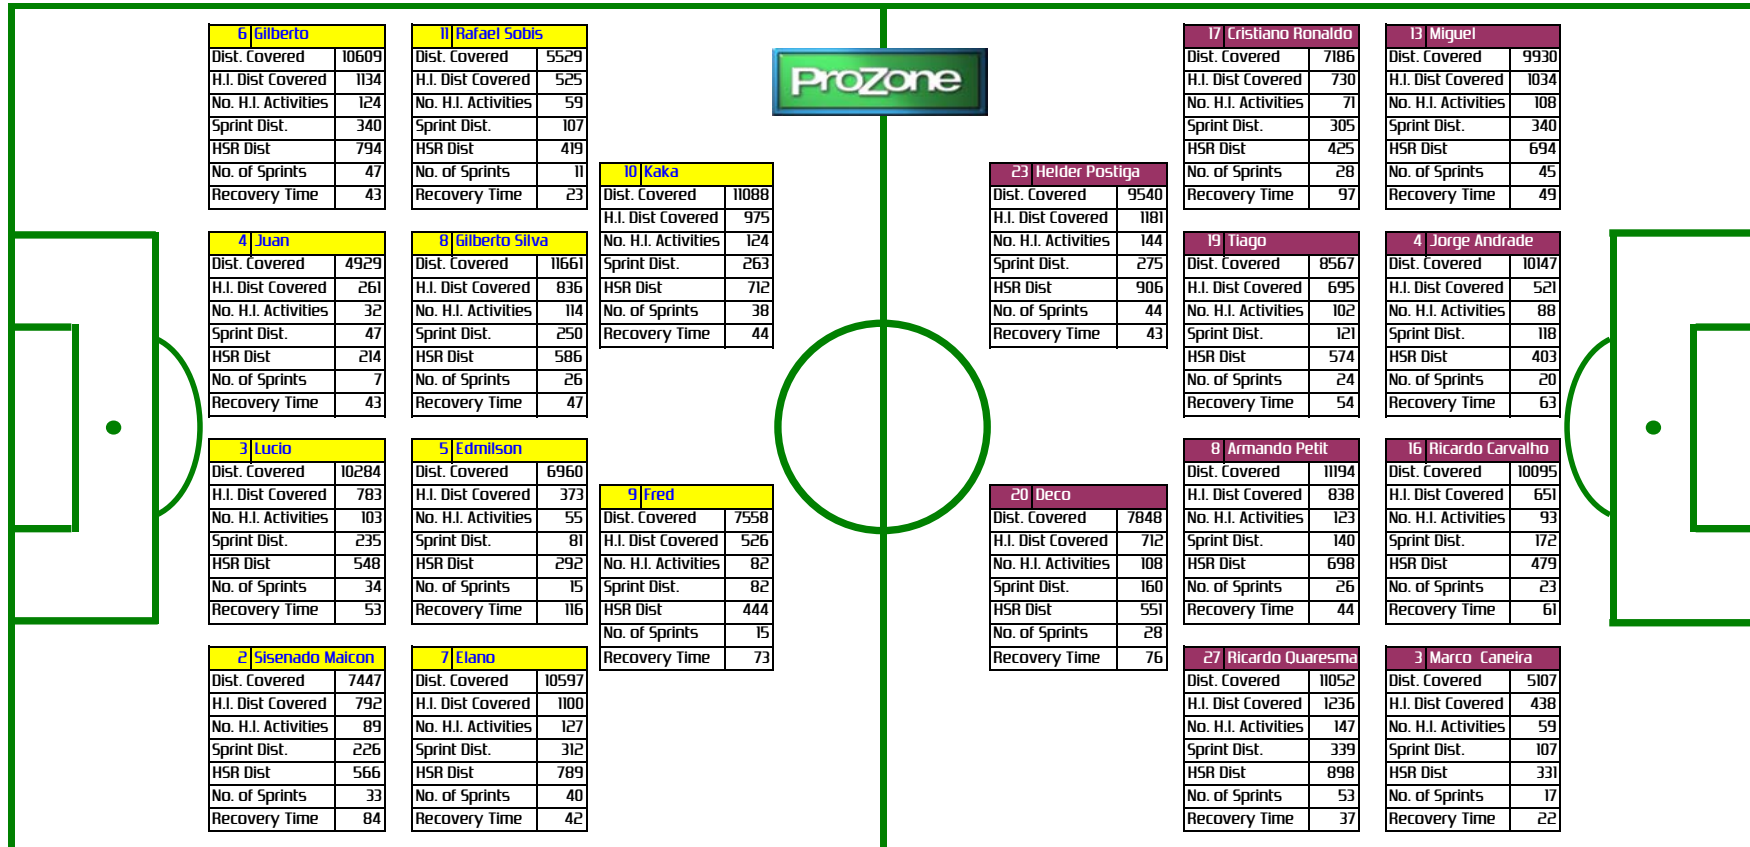 6 Gilberto
Dist. Covered 10609
H.I. Dist Covered 1134
No. H.I. Activities 124
Sprint Dist. 340
HSR Dist 794
No. of Sprints 47
Recovery Time 43
11 Rafael Sobis
Dist. Covered 5529
H.I. Dist Covered 525
No. H.I. Activities 59
Sprint Dist. 107
HSR Dist 419
No. of Sprints 11
Recovery Time 23
4 Juan
Dist. Covered 4929
H.I. Dist Covered 261
No. H.I. Activities 32
Sprint Dist. 47
HSR Dist 214
No. of Sprints 7
Recovery Time 43
8 Gilberto Silva
Dist. Covered 11661
H.I. Dist Covered 836
No. H.I. Activities 114
Sprint Dist. 250
HSR Dist 586
No. of Sprints 26
Recovery Time 47
3 Lucio
Dist. Covered 10284
H.I. Dist Covered 783
No. H.I. Activities 103
Sprint Dist. 235
HSR Dist 548
No. of Sprints 34
Recovery Time 53
5 Edmilson
Dist. Covered 6960
H.I. Dist Covered 373
No. H.I. Activities 55
Sprint Dist. 81
HSR Dist 292
No. of Sprints 15
Recovery Time 116
2 Sisenado Maicon
Dist. Covered 7447
H.I. Dist Covered 792
No. H.I. Activities 89
Sprint Dist. 226
HSR Dist 566
No. of Sprints 33
Recovery Time 84
7 Elano
Dist. Covered 10597
H.I. Dist Covered 1100
No. H.I. Activities 127
Sprint Dist. 312
HSR Dist 789
No. of Sprints 40
Recovery Time 42
10 Kaka
Dist. Covered 11088
H.I. Dist Covered 975
No. H.I. Activities 124
Sprint Dist. 263
HSR Dist 712
No. of Sprints 38
Recovery Time 44
9 Fred
Dist. Covered 7558
H.I. Dist Covered 526
No. H.I. Activities 82
Sprint Dist. 82
HSR Dist 444
No. of Sprints 15
Recovery Time 73
ProZone
23 Helder Postiga
Dist. Covered 9540
H.I. Dist Covered 1181
No. H.I. Activities 144
Sprint Dist. 275
HSR Dist 906
No. of Sprints 44
Recovery Time 43
20 Deco
Dist. Covered 7848
H.I. Dist Covered 712
No. H.I. Activities 108
Sprint Dist. 160
HSR Dist 551
No. of Sprints 28
Recovery Time 76
17 Cristiano Ronaldo
Dist. Covered 7186
H.I. Dist Covered 730
No. H.I. Activities 71
Sprint Dist. 305
HSR Dist 425
No. of Sprints 28
Recovery Time 97
13 Miguel
Dist. Covered 9930
H.I. Dist Covered 1034
No. H.I. Activities 108
Sprint Dist. 340
HSR Dist 694
No. of Sprints 45
Recovery Time 49
19 Tiago
Dist. Covered 8567
H.I. Dist Covered 695
No. H.I. Activities 102
Sprint Dist. 121
HSR Dist 574
No. of Sprints 24
Recovery Time 54
4 Jorge Andrade
Dist. Covered 10147
H.I. Dist Covered 521
No. H.I. Activities 88
Sprint Dist. 118
HSR Dist 403
No. of Sprints 20
Recovery Time 63
8 Armando Petit
Dist. Covered 11194
H.I. Dist Covered 838
No. H.I. Activities 123
Sprint Dist. 140
HSR Dist 698
No. of Sprints 26
Recovery Time 44
16 Ricardo Carvalho
Dist. Covered 10095
H.I. Dist Covered 651
No. H.I. Activities 93
Sprint Dist. 172
HSR Dist 479
No. of Sprints 23
Recovery Time 61
27 Ricardo Quaresma
Dist. Covered 11052
H.I. Dist Covered 1236
No. H.I. Activities 147
Sprint Dist. 339
HSR Dist 898
No. of Sprints 53
Recovery Time 37
3 Marco Caneira
Dist. Covered 5107
H.I. Dist Covered 438
No. H.I. Activities 59
Sprint Dist. 107
HSR Dist 331
No. of Sprints 17
Recovery Time 22